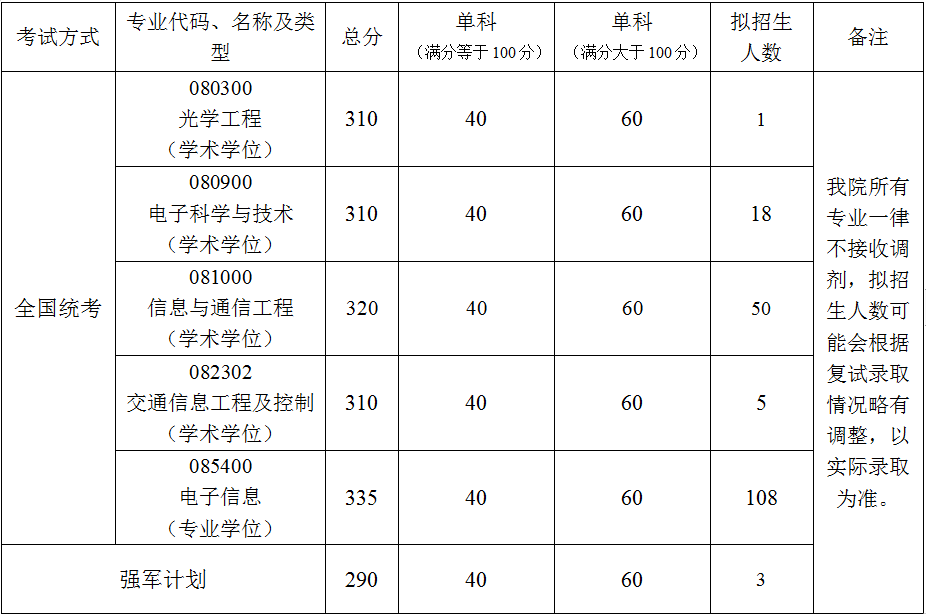 考试方式
专业代码、名称及类
型
总分
单科
（满分等于100分）
单科
（满分大于100分）
拟招生
人数
备注
全国统考
080300
光学工程
（学术学位）
310
40
60
1
080900
电子科学与技术
（学术学位）
310
40
60
18
081000
信息与通信工程
（学术学位）
320
40
60
50
082302
交通信息工程及控制
（学术学位）
310
40
60
5
085400
电子信息
（专业学位）
335
40
60
108
强军计划
290
40
60
3
我院所有
专业一律
不接收调
剂，拟招
生人数可
能会根据
复试录取
情况略有
调整，以
实际录取
为准。